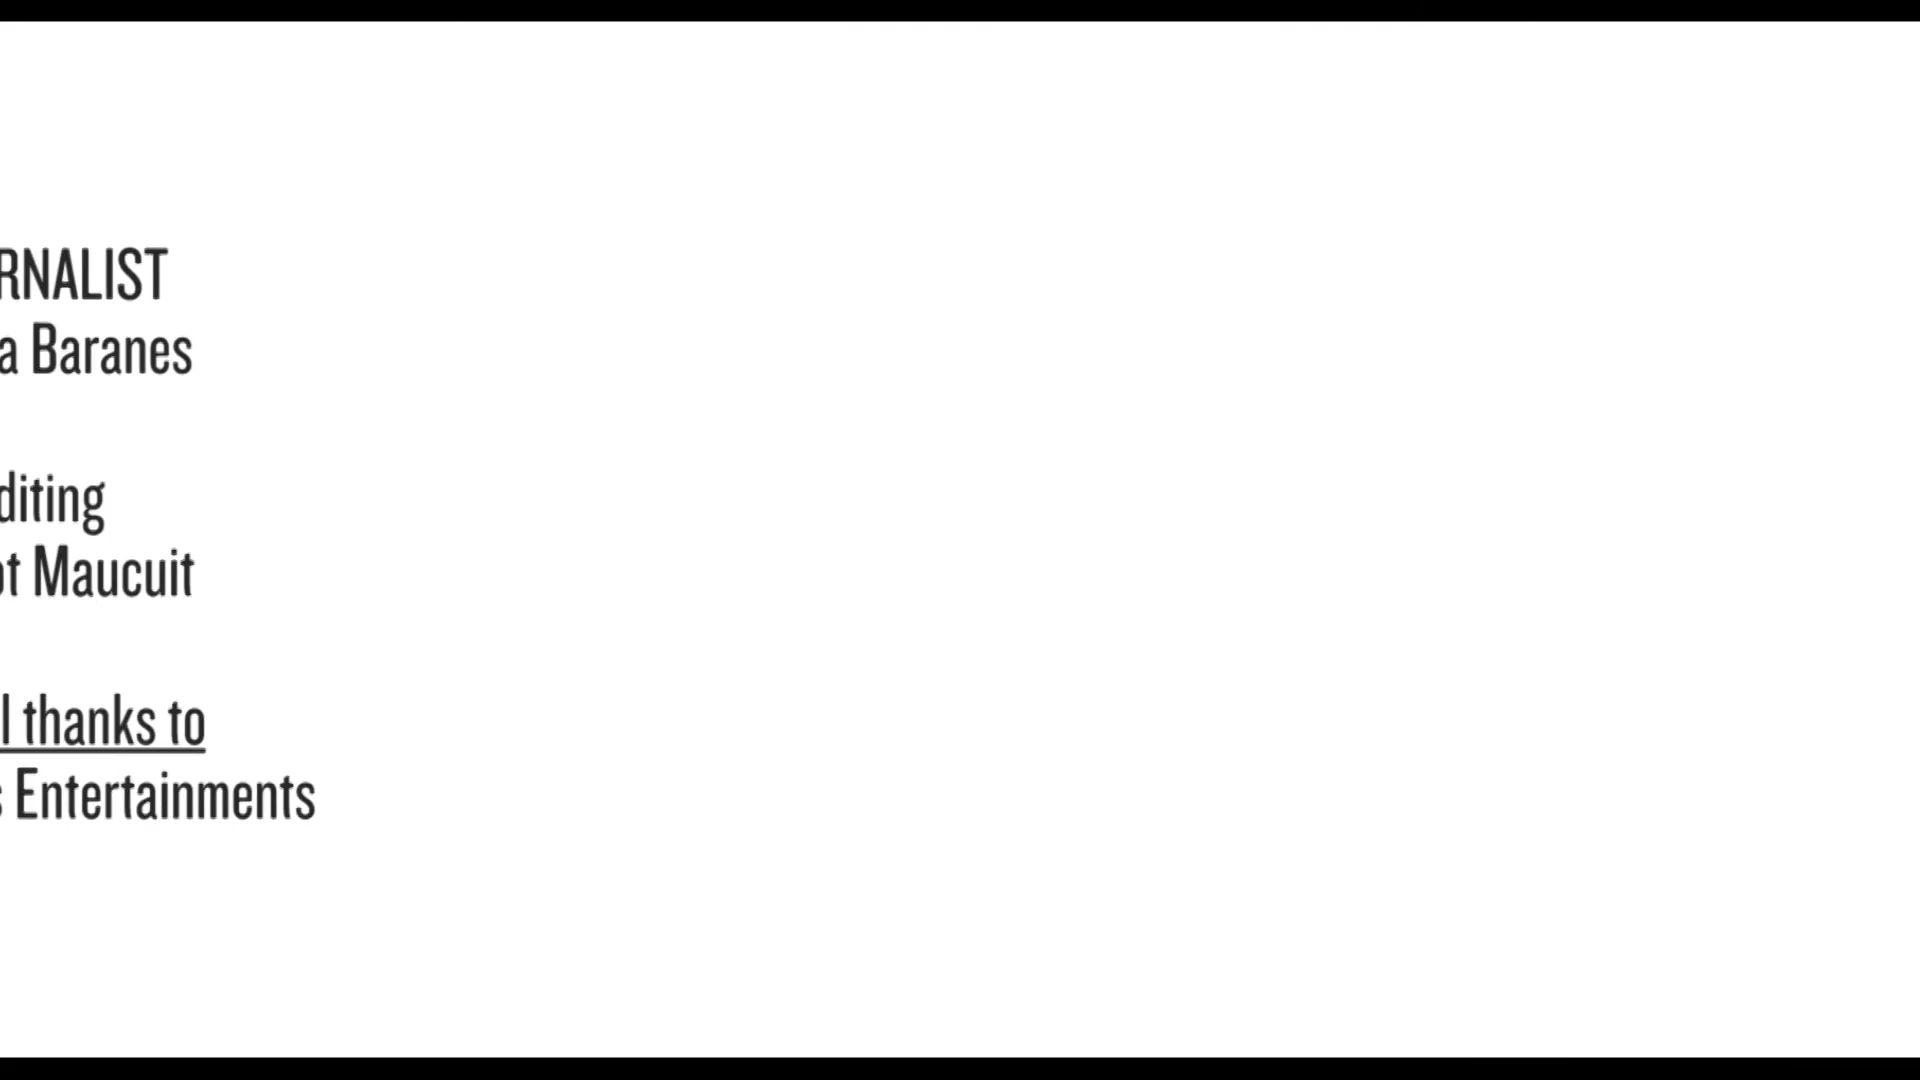 RNALIST
a Baranes
diting
ot Maucuit
l thanks to
s Entertainments